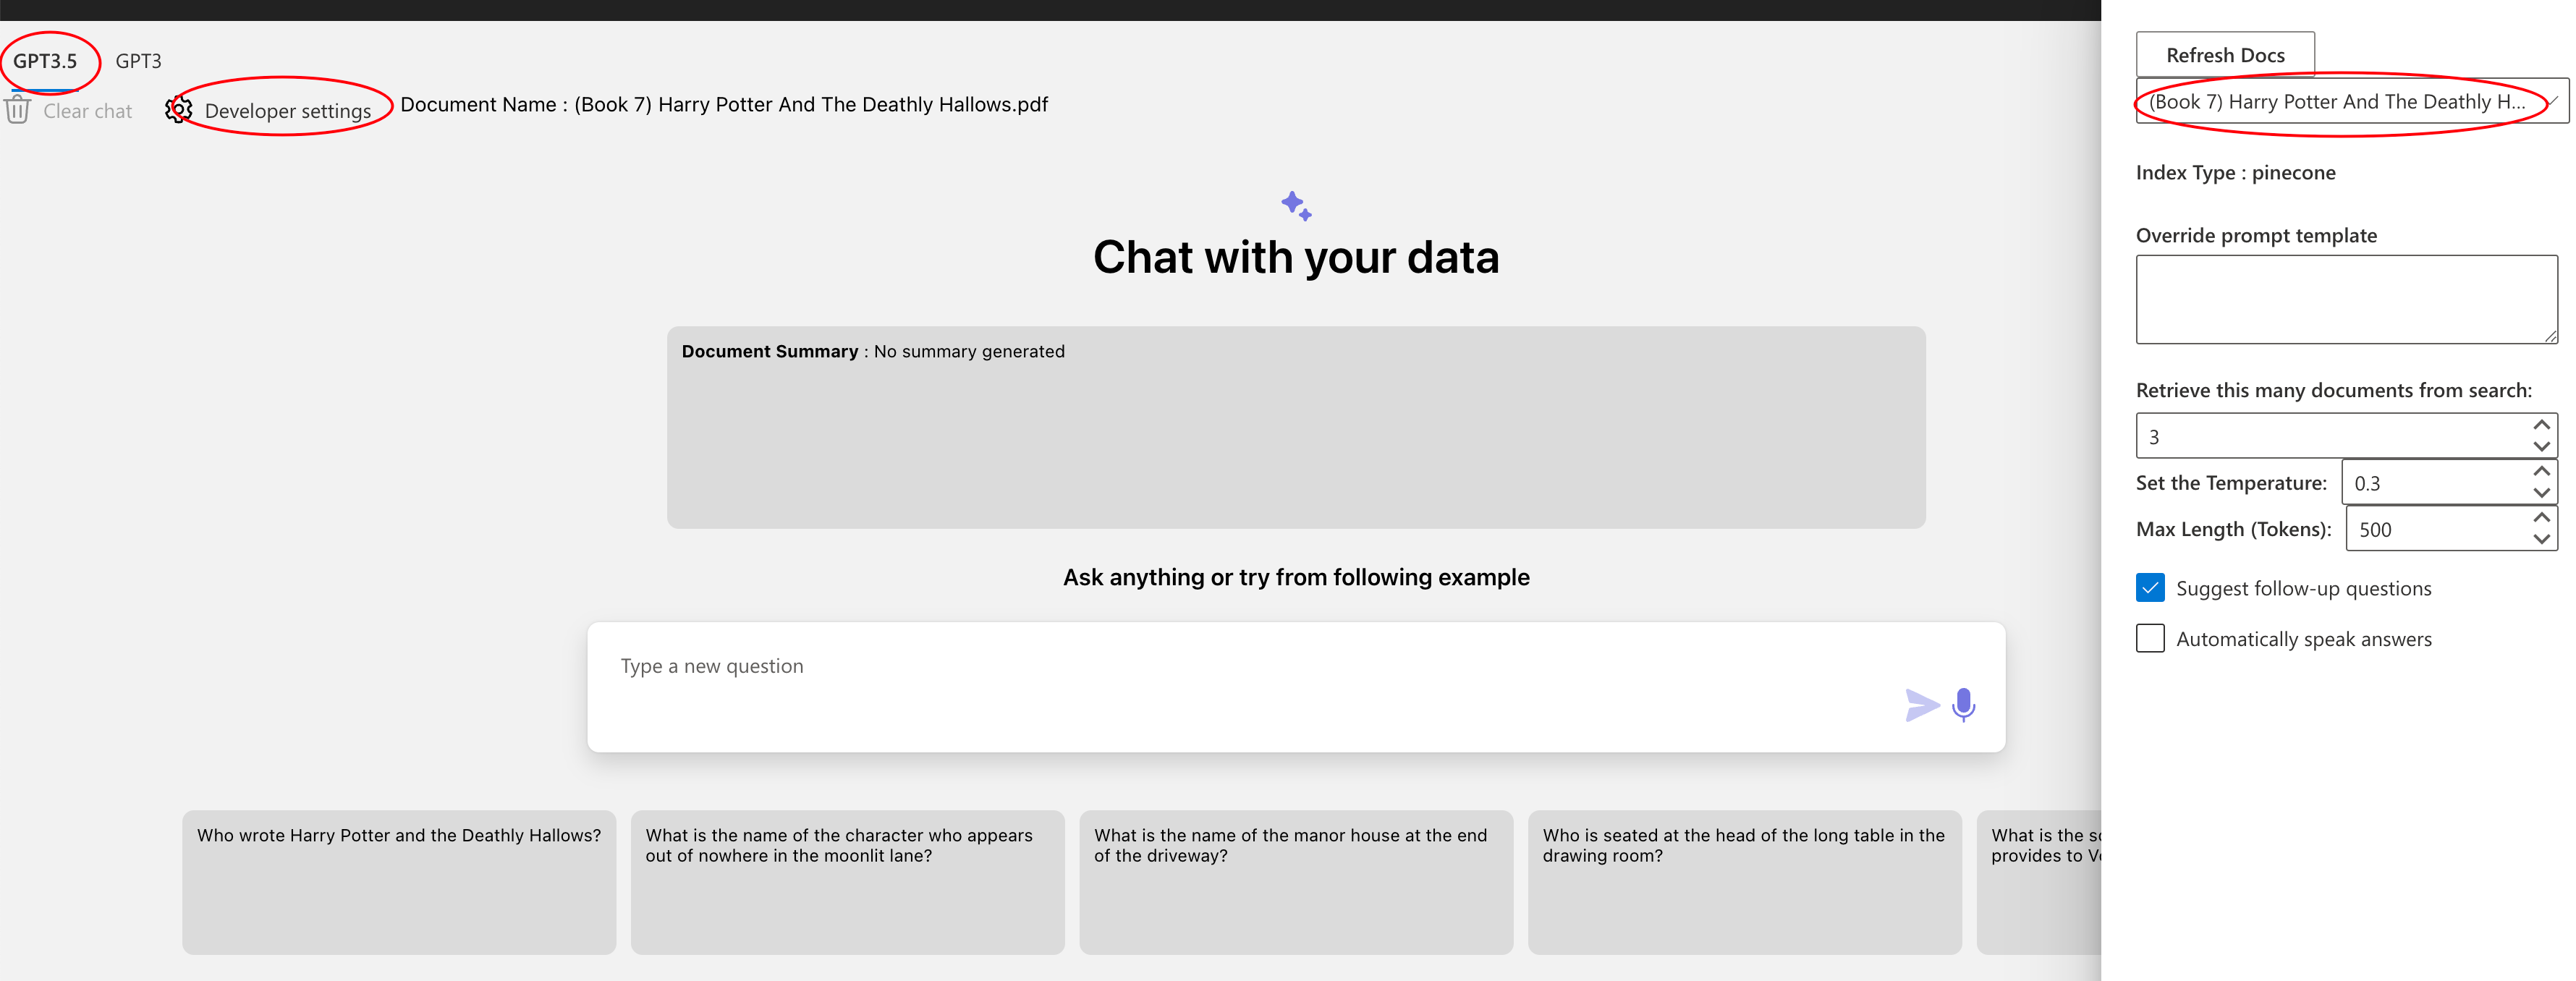 GPT3.5 GPT3
Clear chat Developer settings Document Name : (Book 7) Harry Potter And The Deathly Hallows.pdf
Chat with your data
Document Summary : No summary generated
Ask anything or try from following example
Type a new question
Who wrote Harry Potter and the Deathly Hallows?
What is the name of the character who appears
out of nowhere in the moonlit lane?
What is the name of the manor house at the end
of the driveway?
Who is seated at the head of the long table in the
drawing room?
What is the
provides to
Refresh Docs
(Book 7) Harry Potter And The Deathly H...
Index Type : pinecone
Override prompt template
Retrieve this many documents from search:
3
Set the Temperature: 0.3
Max Length (Tokens): 500
Suggest follow-up questions
Automatically speak answers